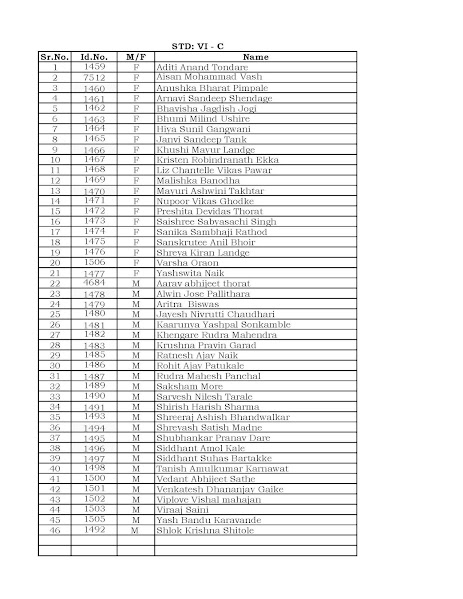 STD: VI - C
Sr.No. Id.No. M/F Name
1 1459 F Aditi Anand Tondare
2 7512 F Aisan Mohammad Vash
3 1460 F Anushka Bharat Pimpale
4 1461 F Arnavi Sandeep Shendage
5 1462 F Bhavisha Jagdish Jogi
6 1463 F Bhumi Milind Ushire
7 1464 F Hiya Sunil Gangwani
8 1465 F Janvi Sandeep Tank
9 1466 F Khushi Mayur Landge
10 1467 F Kristen Robindranath Ekka
11 1468 F Liz Chantelle Vikas Pawar
12 1469 F Malishka Banodha
13 1470 F Mayuri Ashwini Takhtar
14 1471 F Nupoor Vikas Ghodke
15 1472 F Preshita Devidas Thorat
16 1473 F Saishree Sabyasachi Singh
17 1474 F Sanika Sambhaji Rathod
18 1475 F Sanskrutee Anil Bhoir
19 1476 F Shreya Kiran Landge
20 1506 F Varsha Oraon
21 1477 F Yashswita Naik
22 4684 M Aarav abhijeet thorat
23 1478 M Alwin Jose Pallithara
24 1479 M Aritra Biswas
25 1480 M Jayesh Nivrutti Chaudhari
26 1481 M Kaarunya Yashpal Sonkamble
27 1482 M Khengare Rudra Mahendra
28 1483 M Krushna Pravin Garad
29 1485 M Ratnesh Ajay Naik
30 1486 M Rohit Ajay Patukale
31 1487 M Rudra Mahesh Panchal
32 1489 M Saksham More
33 1490 M Sarvesh Nilesh Tarale
34 1491 M Shirish Harish Sharma
35 1493 M Shreeraj Ashish Bhandwalkar
36 1494 M Shreyash Satish Madne
37 1495 M Shubhankar Pranav Dare
38 1496 M Siddhant Amol Kale
39 1497 M Siddhant Suhas Bartakke
40 1498 M Tanish Amulkumar Karnawat
41 1500 M Vedant Abhijeet Sathe
42 1501 M Venkatesh Dhananjay Gaike
43 1502 M Viplove Vishal mahajan
44 1503 M Viraaj Saini
45 1505 M Yash Bandu Karavande
46 1492 M Shlok Krishna Shitole